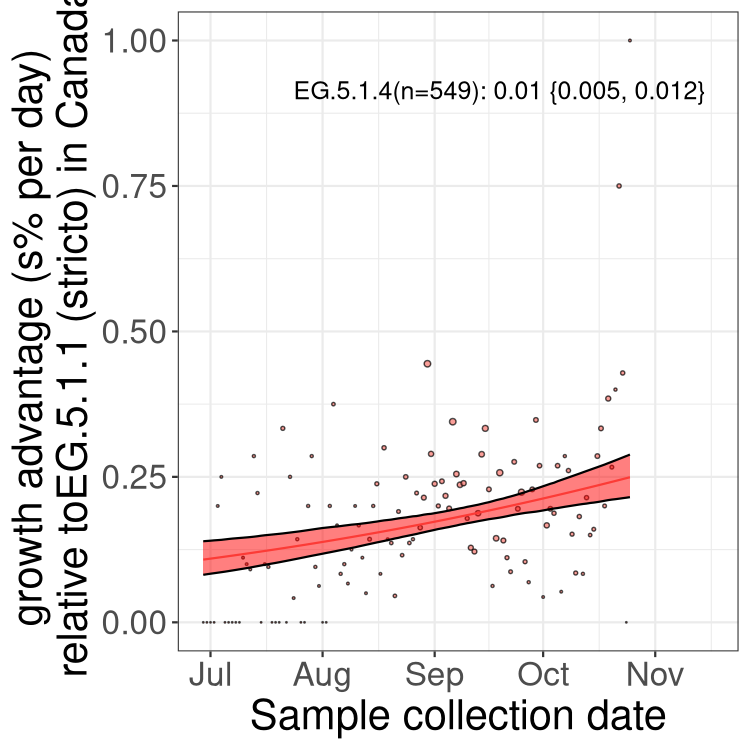 growth advantage (s% per day)
relative toEG.5.1.1 (stricto) in Canada
1.00
0.75
0.50
0.25
0.00
EG.5.1.4(n=549): 0.01 {0.005, 0.012}
Jul Aug Sep Oct Nov
Sample collection date